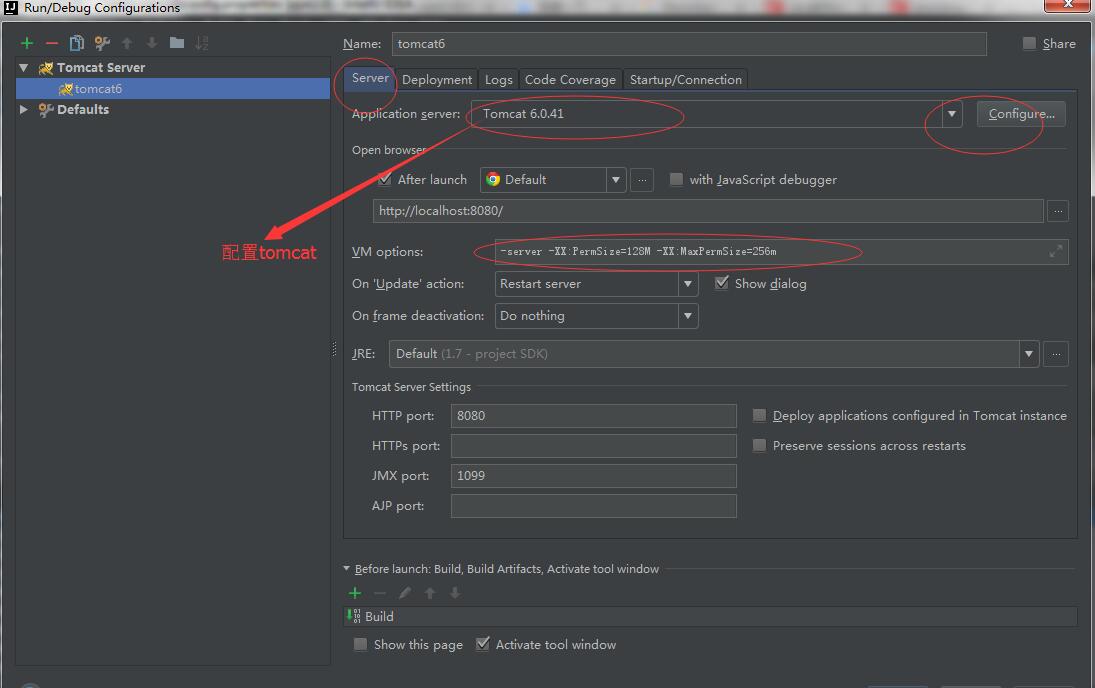 Run/Debug Configurations
Name: tomcat6 Share
Tomcat Server
tomcat6
Defaults
Server Deployment Logs Code Coverage Startup/Connection
Application server: Tomcat 6.0.41 Configure...
Open browser
After launch Default ... with JavaScript debugger
http://localhost:8080/ ...
配置tomcat
VM options: -server -XX:PermSize=128M -XX:MaxPermSize=256m
On 'Update' action: Restart server Show dialog
On frame deactivation: Do nothing
JRE: Default (1.7 - project SDK) ...
Tomcat Server Settings
HTTP port: 8080 Deploy applications configured in Tomcat instance
HTTPs port: Preserve sessions across restarts
JMX port: 1099
AJP port:
Before launch: Build, Build Artifacts, Activate tool window
Build
Show this page Activate tool window